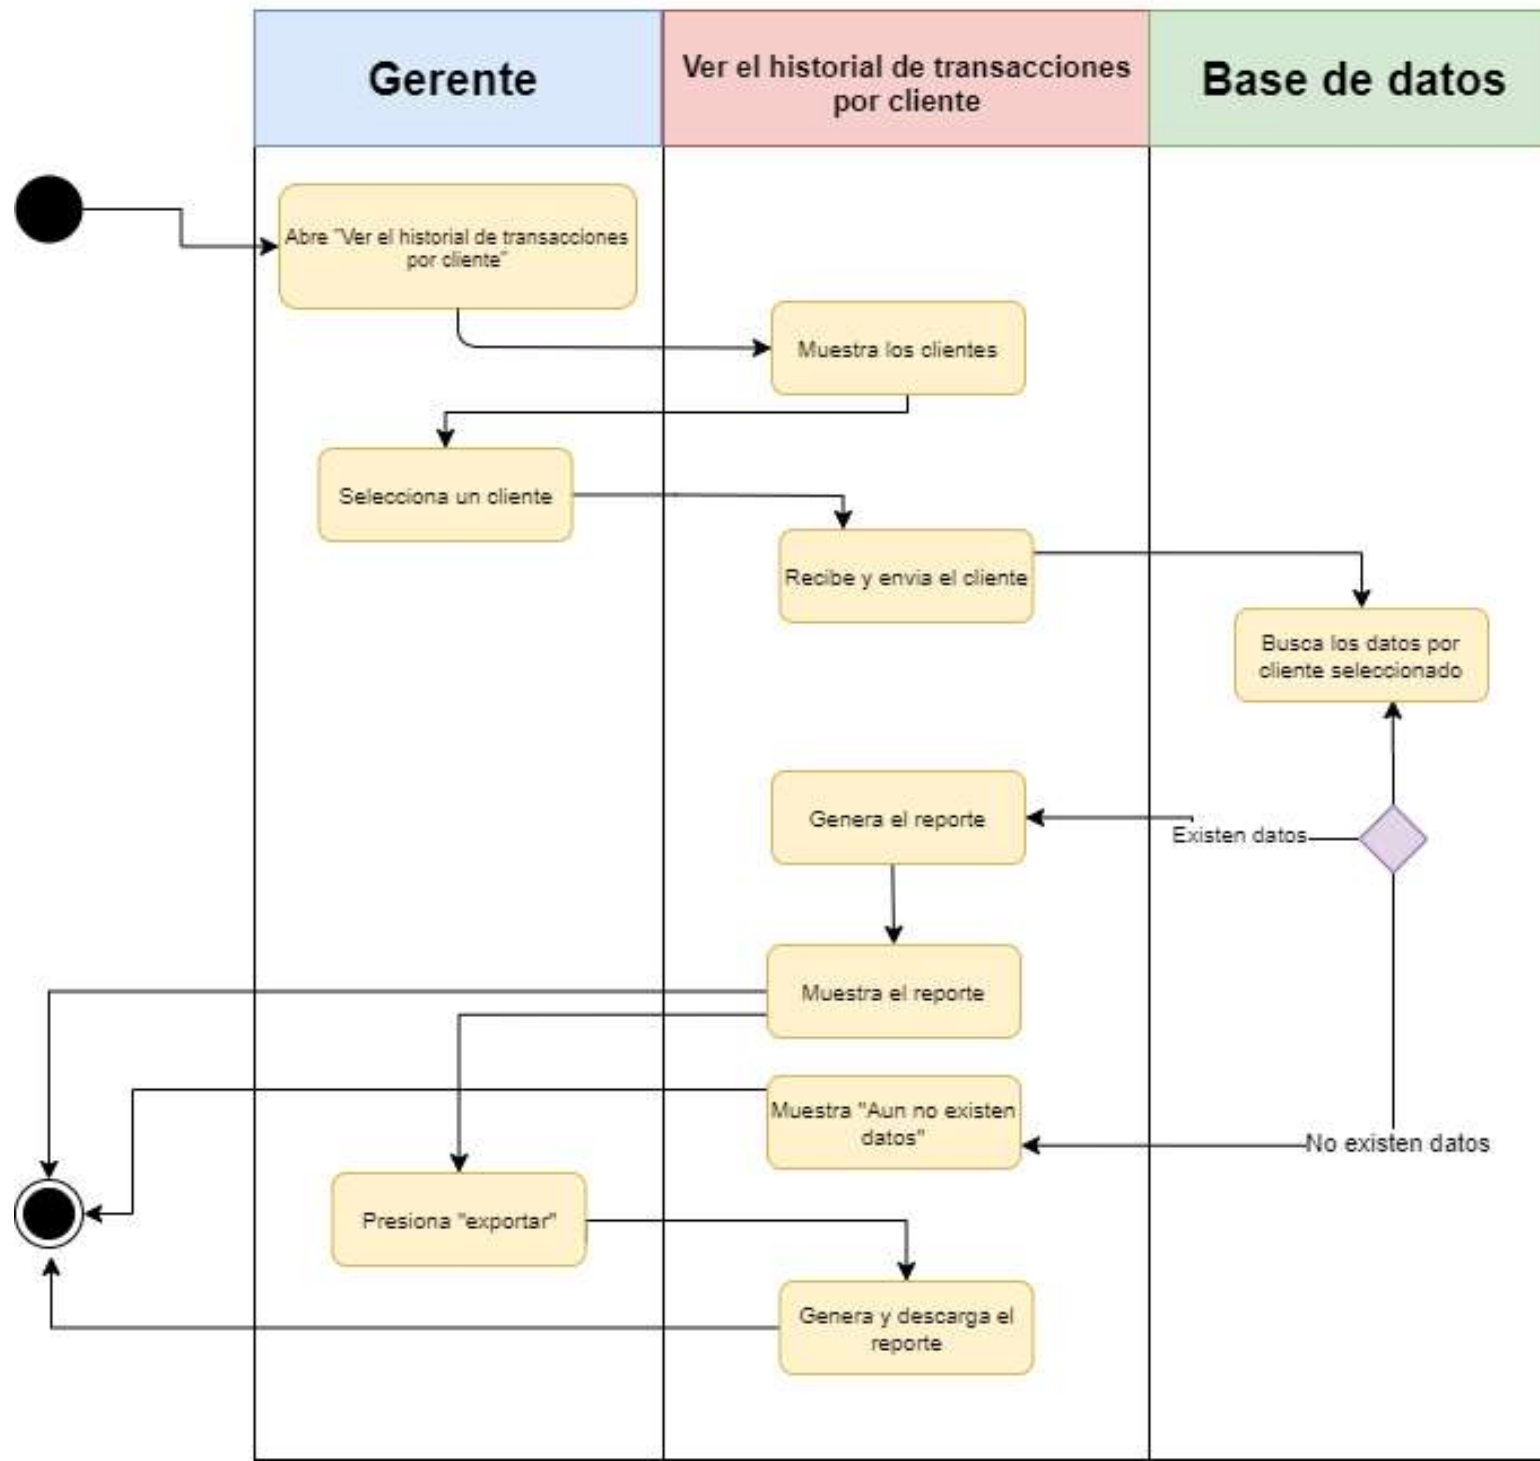 Gerente
Ver el historial de transacciones
por cliente
Base de datos
Abre "Ver el historial de transacciones
por cliente"
Muestra los clientes
Selecciona un cliente
Recibe y envia el cliente
Busca los datos por
cliente seleccionado
Genera el reporte
Existen datos
Muestra el reporte
Muestra "Aun no existen
datos"
No existen datos
Presiona "exportar"
Genera y descarga el
reporte